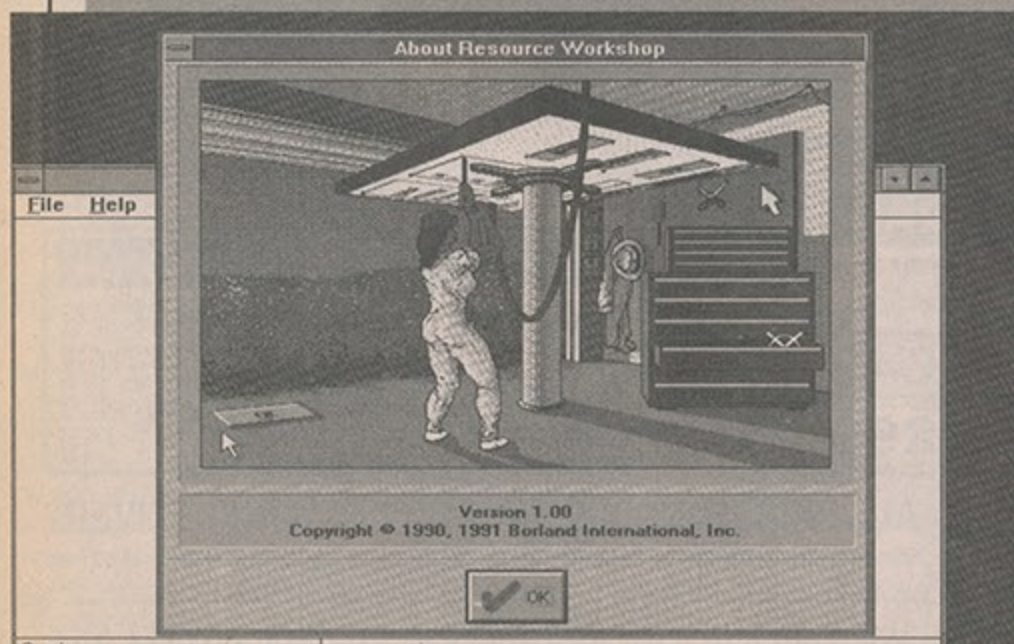 About Resource Workshop
File Help
Version 1.00
Copyright © 1990, 1991 Borland International, Inc.
OK